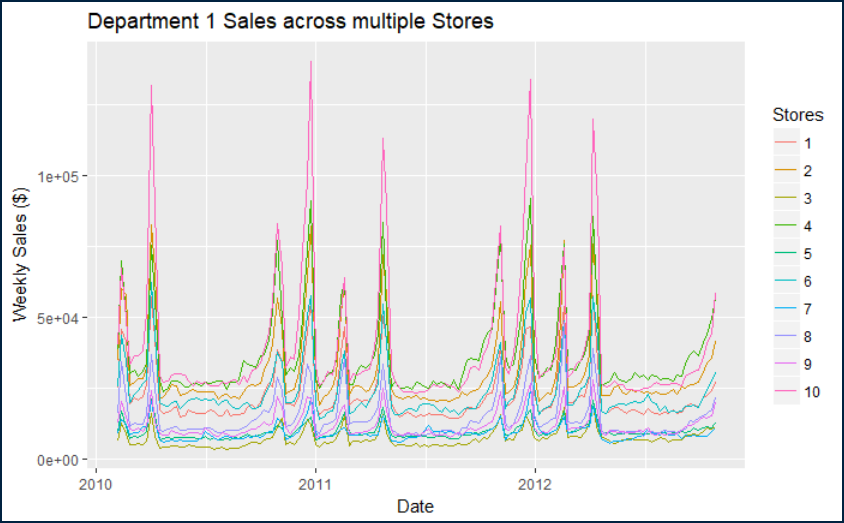 Department 1 Sales across multiple Stores
Weekly Sales ($)
1e+05
5e+04
0e+00
2010
2011
2012
Date
Stores
1
2
3
4
5
6
7
8
9
10